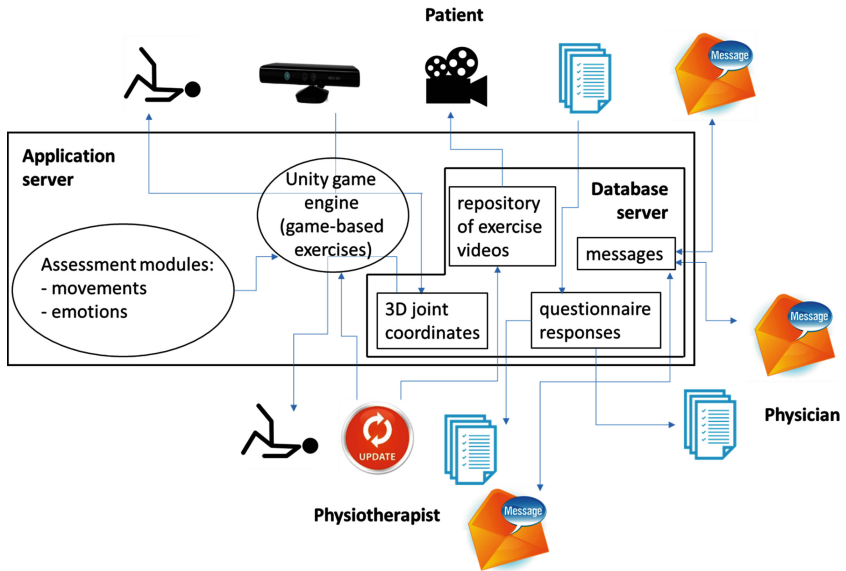 Patient
Message
Application
server
Unity game
engine
(game-based
exercises)
repository
of exercise
videos
Database
server
messages
Assessment modules:
- movements
- emotions
3D joint
coordinates
questionnaire
responses
Message
Physician
UPDATE
Physiotherapist
Message